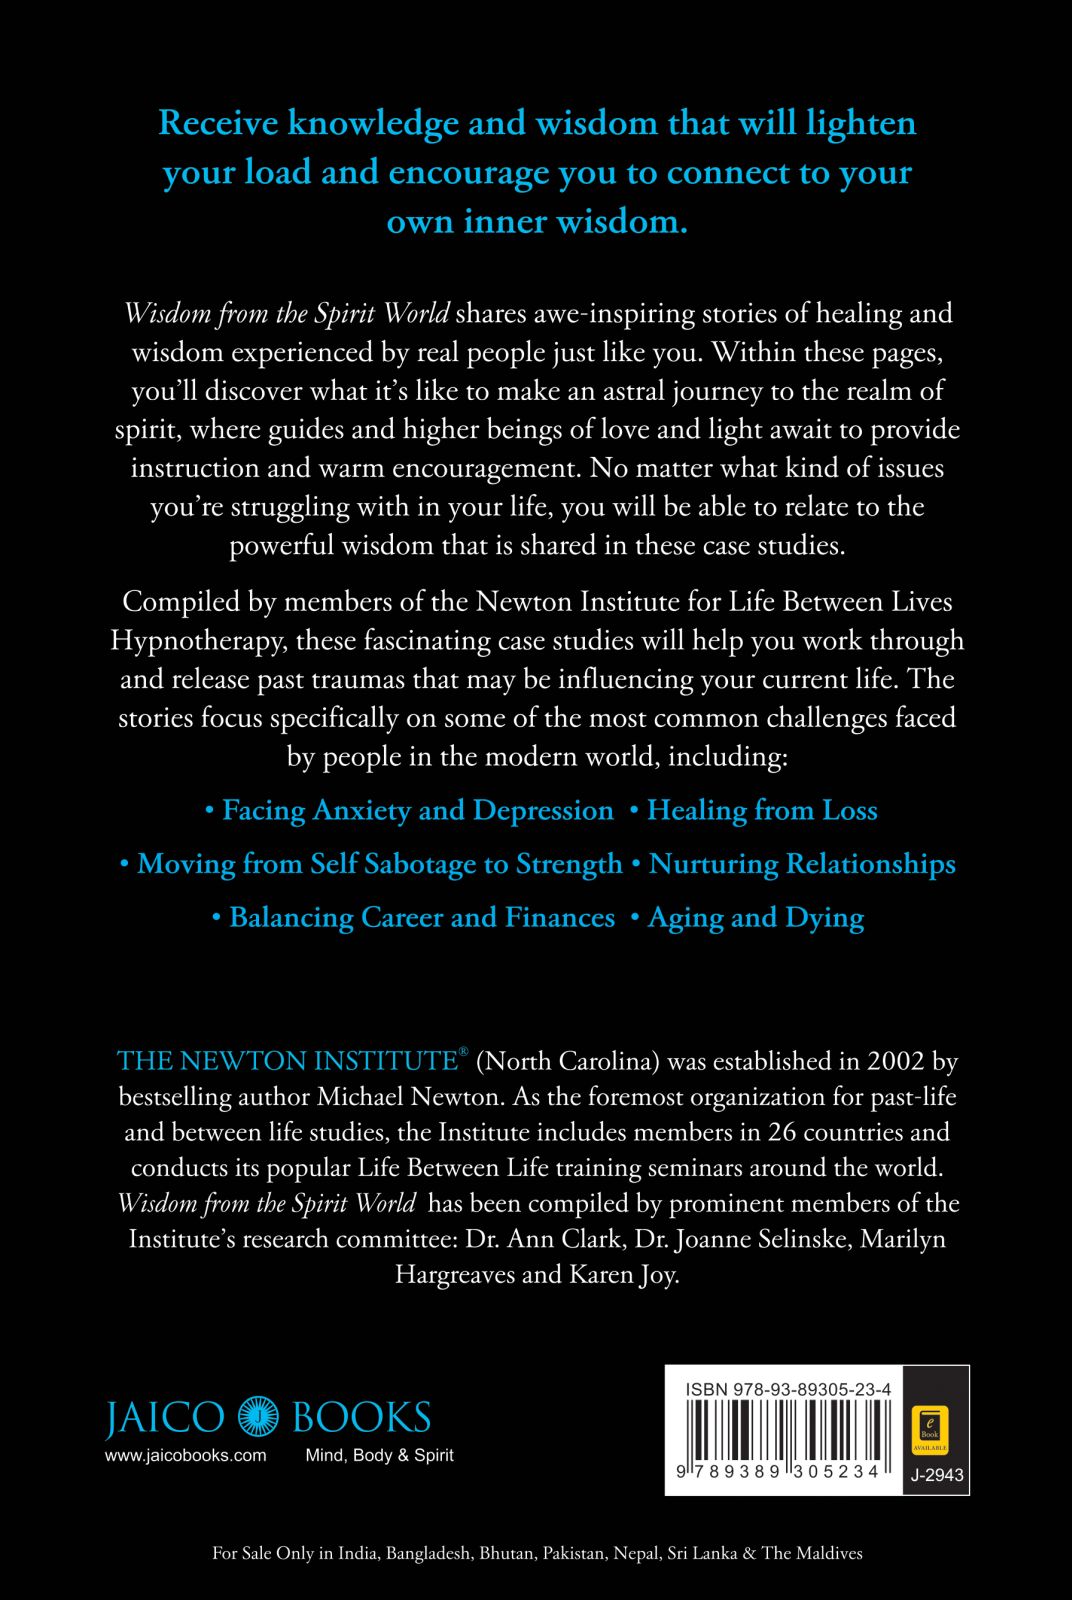 Receive knowledge and wisdom that will lighten
your load and encourage you to connect to your
own inner wisdom.
Wisdom from the Spirit World shares awe-inspiring stories of healing and
wisdom experienced by real people just like you. Within these pages,
you’ll discover what it’s like to make an astral journey to the realm of
spirit, where guides and higher beings of love and light await to provide
instruction and warm encouragement. No matter what kind of issues
you’re struggling with in your life, you will be able to relate to the
powerful wisdom that is shared in these case studies.
Compiled by members of the Newton Institute for Life Between Lives
Hypnotherapy, these fascinating case studies will help you work through
and release past traumas that may be influencing your current life. The
stories focus specifically on some of the most common challenges faced
by people in the modern world, including:
• Facing Anxiety and Depression • Healing from Loss
• Moving from Self Sabotage to Strength • Nurturing Relationships
• Balancing Career and Finances • Aging and Dying
THE NEWTON INSTITUTE® (North Carolina) was established in 2002 by
bestselling author Michael Newton. As the foremost organization for past-life
and between life studies, the Institute includes members in 26 countries and
conducts its popular Life Between Life training seminars around the world.
Wisdom from the Spirit World has been compiled by prominent members of the
Institute’s research committee: Dr. Ann Clark, Dr. Joanne Selinske, Marilyn
Hargreaves and Karen Joy.
JAICO J BOOKS
www.jaicobooks.com Mind, Body & Spirit
ISBN 978-93-89305-23-4
9 789389 305234
e
Book
AVAILABLE
J-2943
For Sale Only in India, Bangladesh, Bhutan, Pakistan, Nepal, Sri Lanka & The Maldives